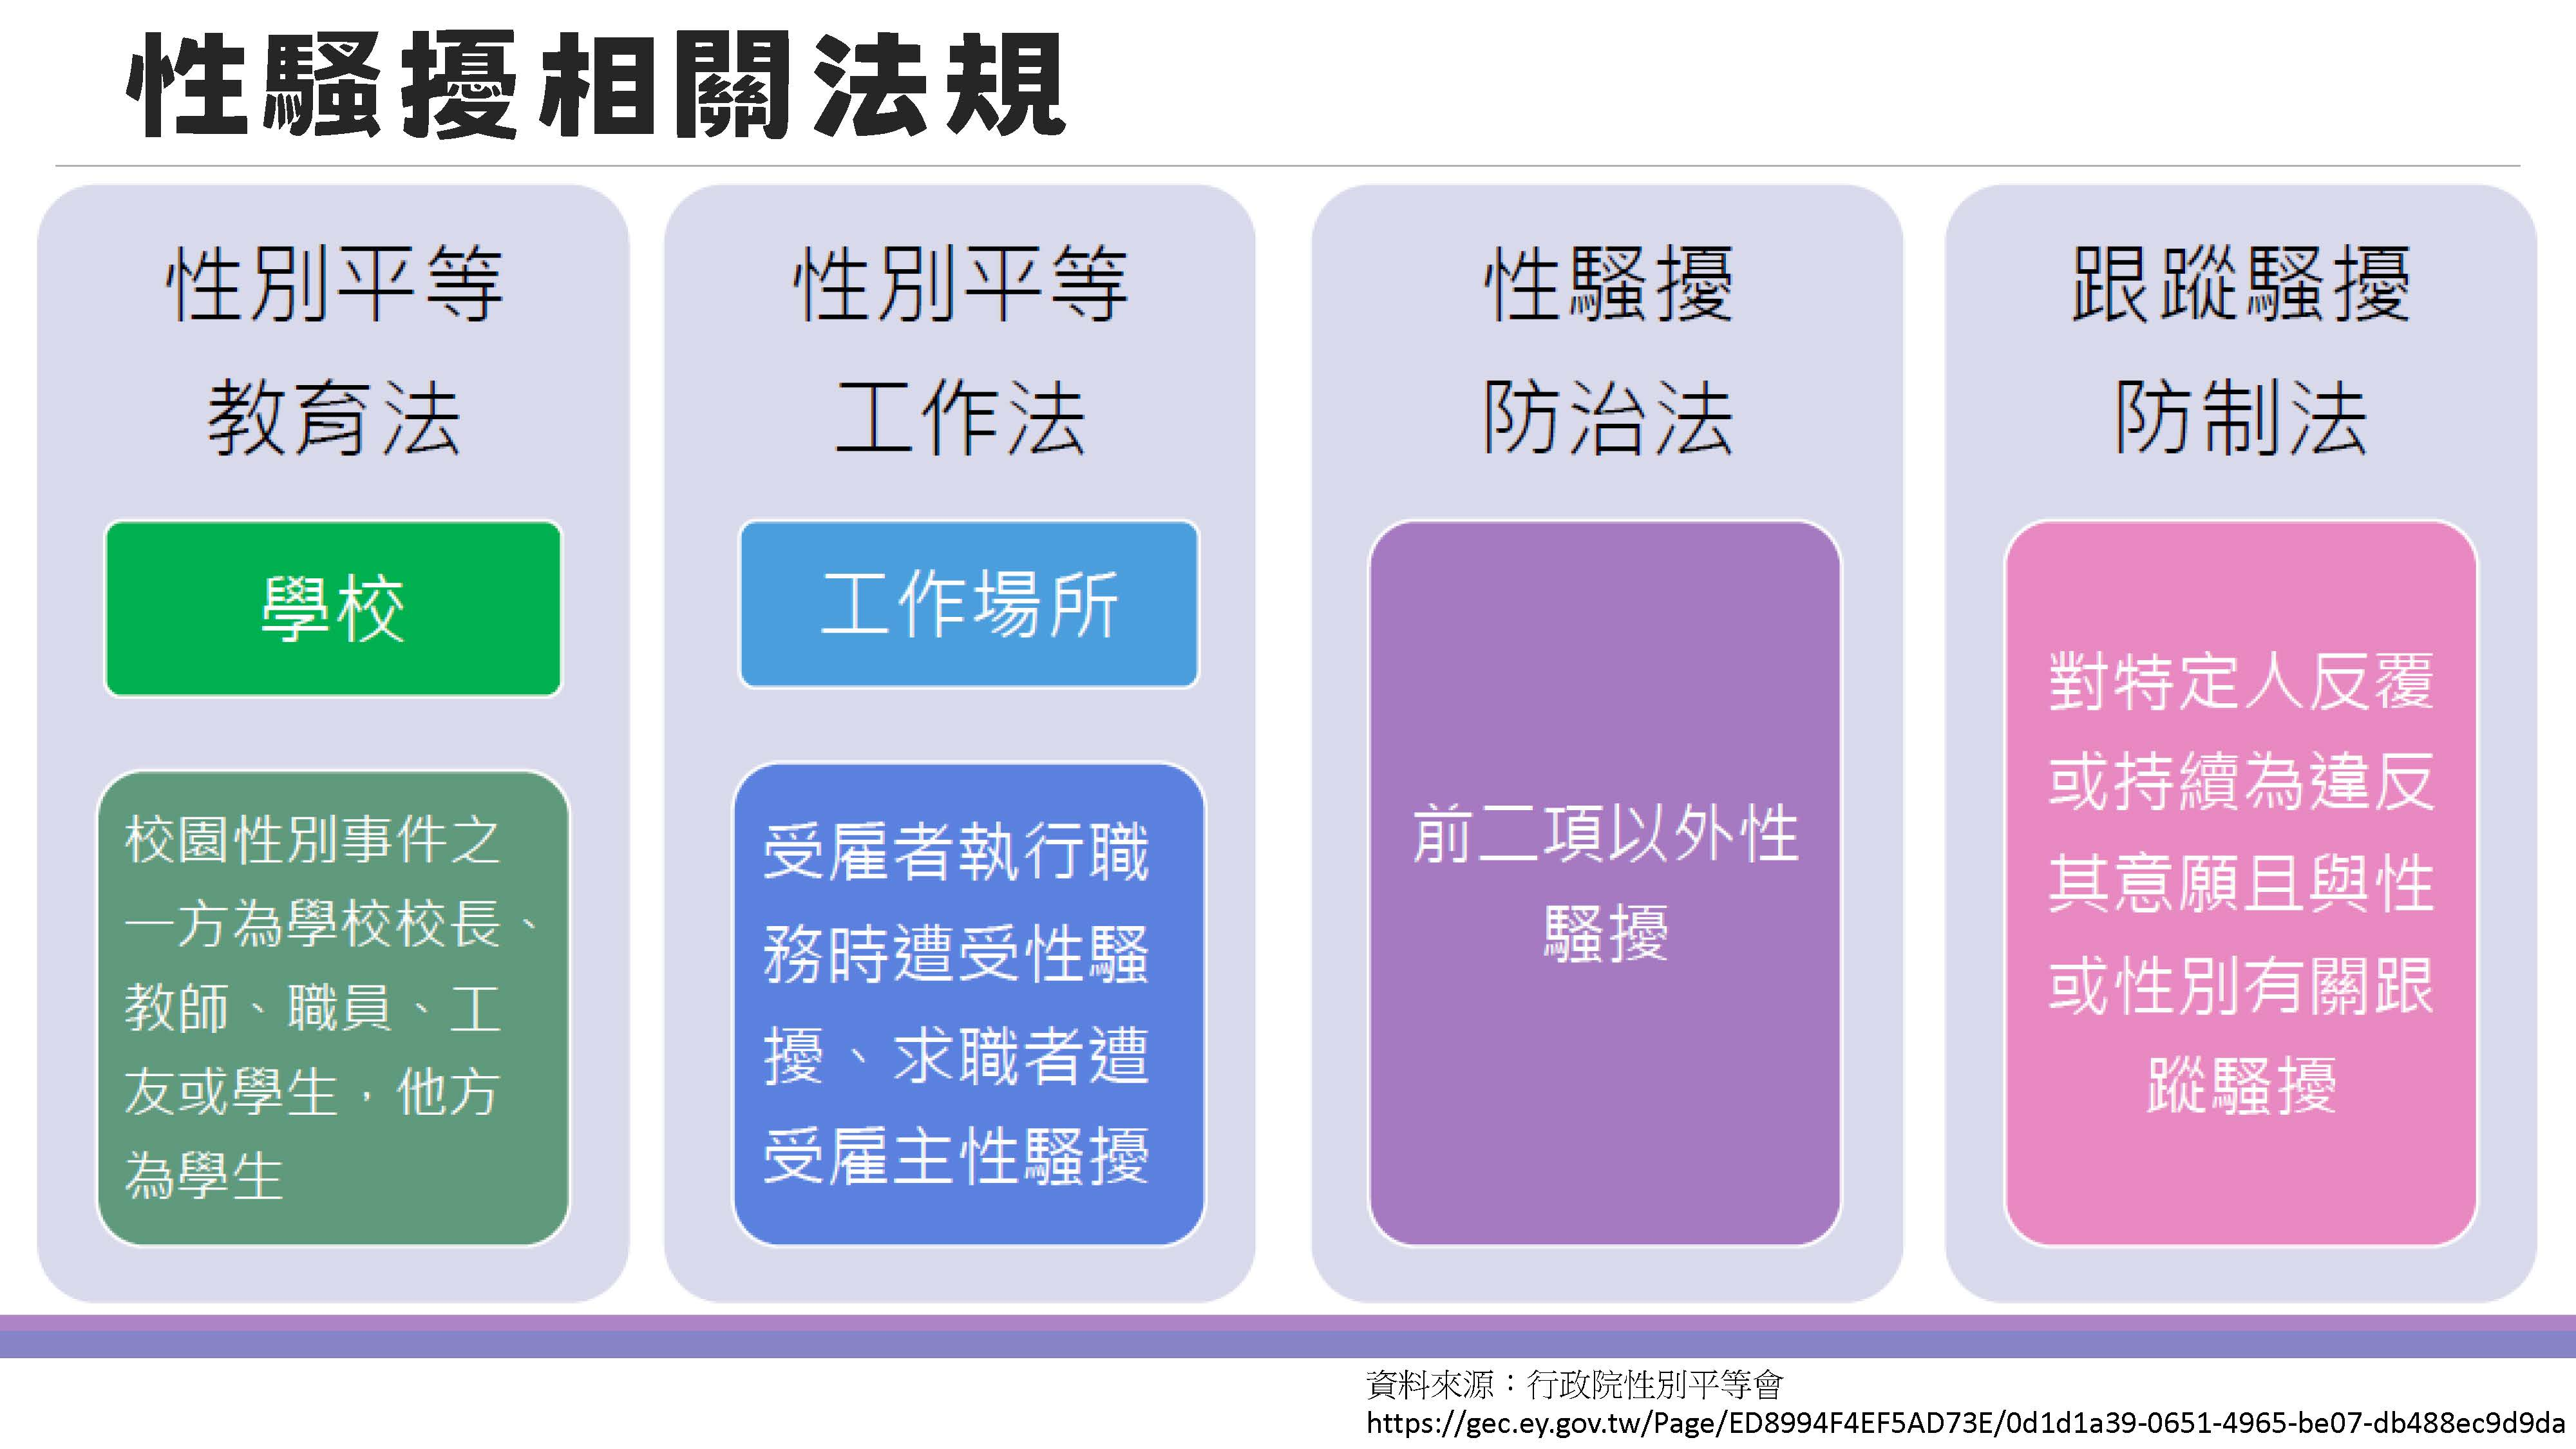 性騷擾相關法規
性別平等
教育法
學校
校園性別事件之
一方為學校校長、
教師、職員、工
友或學生，他方
為學生
性別平等
工作法
工作場所
受雇者執行職
務時遭受性騷
擾、求職者遭
受雇主性騷擾
性騷擾
防治法
前二項以外性
騷擾
跟蹤騷擾
防制法
對特定人反覆
或持續為違反
其意願且與性
或性別有關跟
蹤騷擾
資料來源：行政院性別平等會
https://gec.ey.gov.tw/Page/ED8994F4EF5AD73E/0d1d1a39-0651-4965-be07-db488ec9d9da